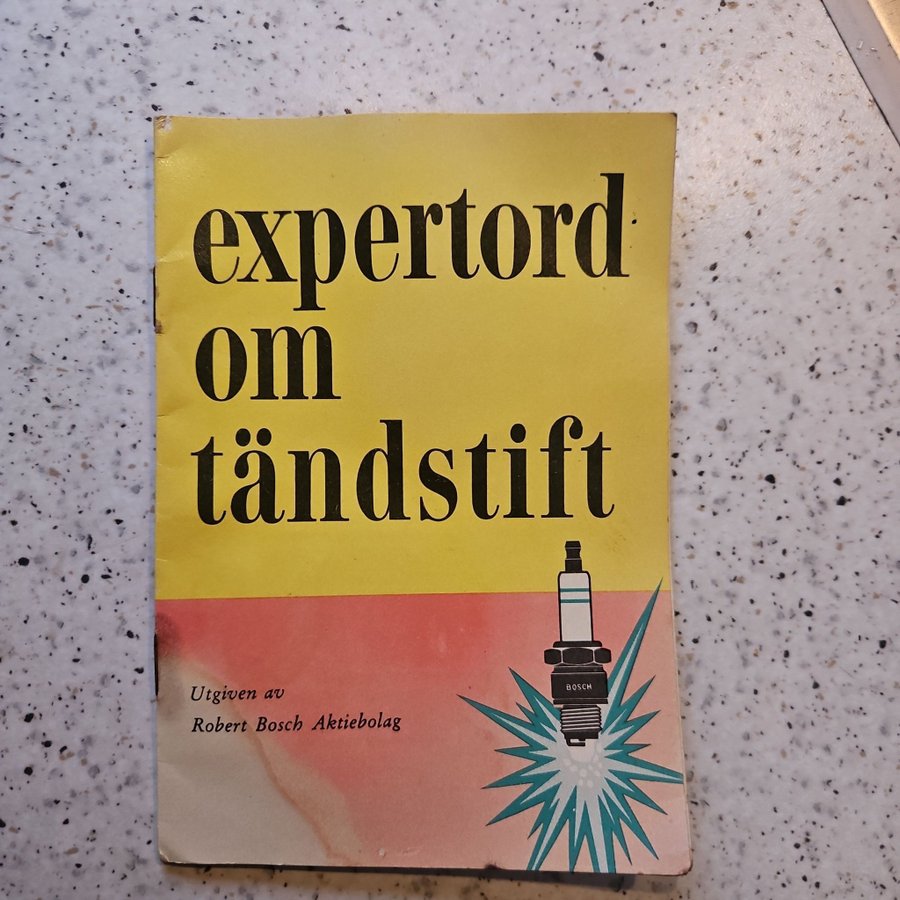 expertord
om
tändstift
BOSCH
Utgiven av
Robert Bosch Aktiebolag